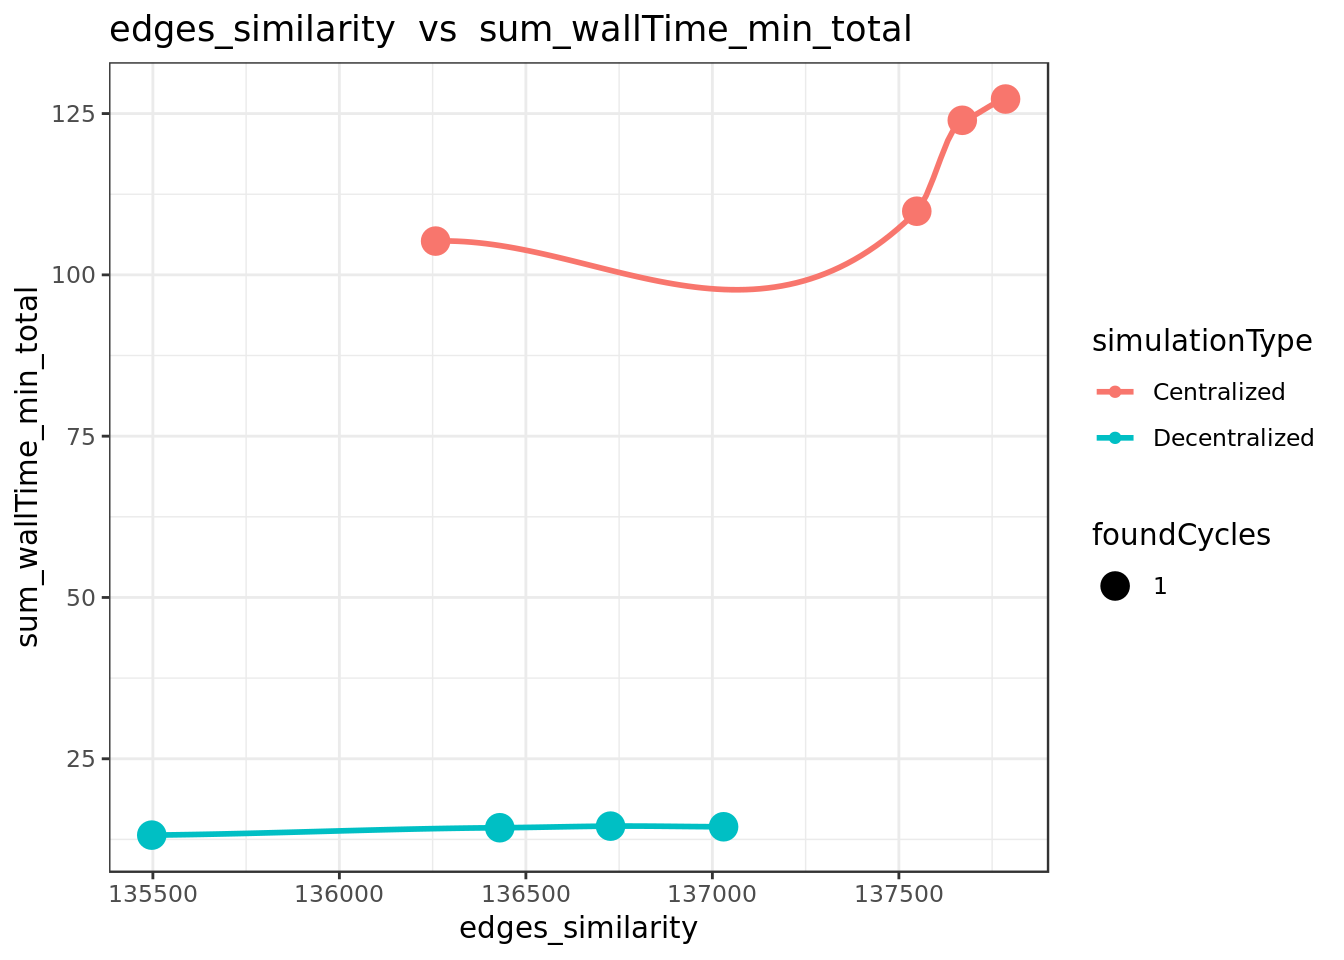 edges_similarity vs sum_wallTime_min_total
sum_wallTime_min_total
125
100
75
50
25
135500 136000 136500 137000 137500
edges_similarity
simulationType
Centralized
Decentralized
foundCycles
1